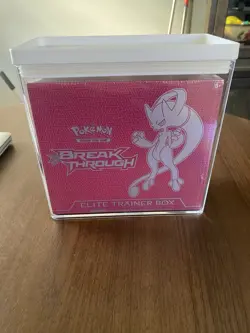 Pokémon
BREAK
THROUGH
ELITE TRAINER BOX